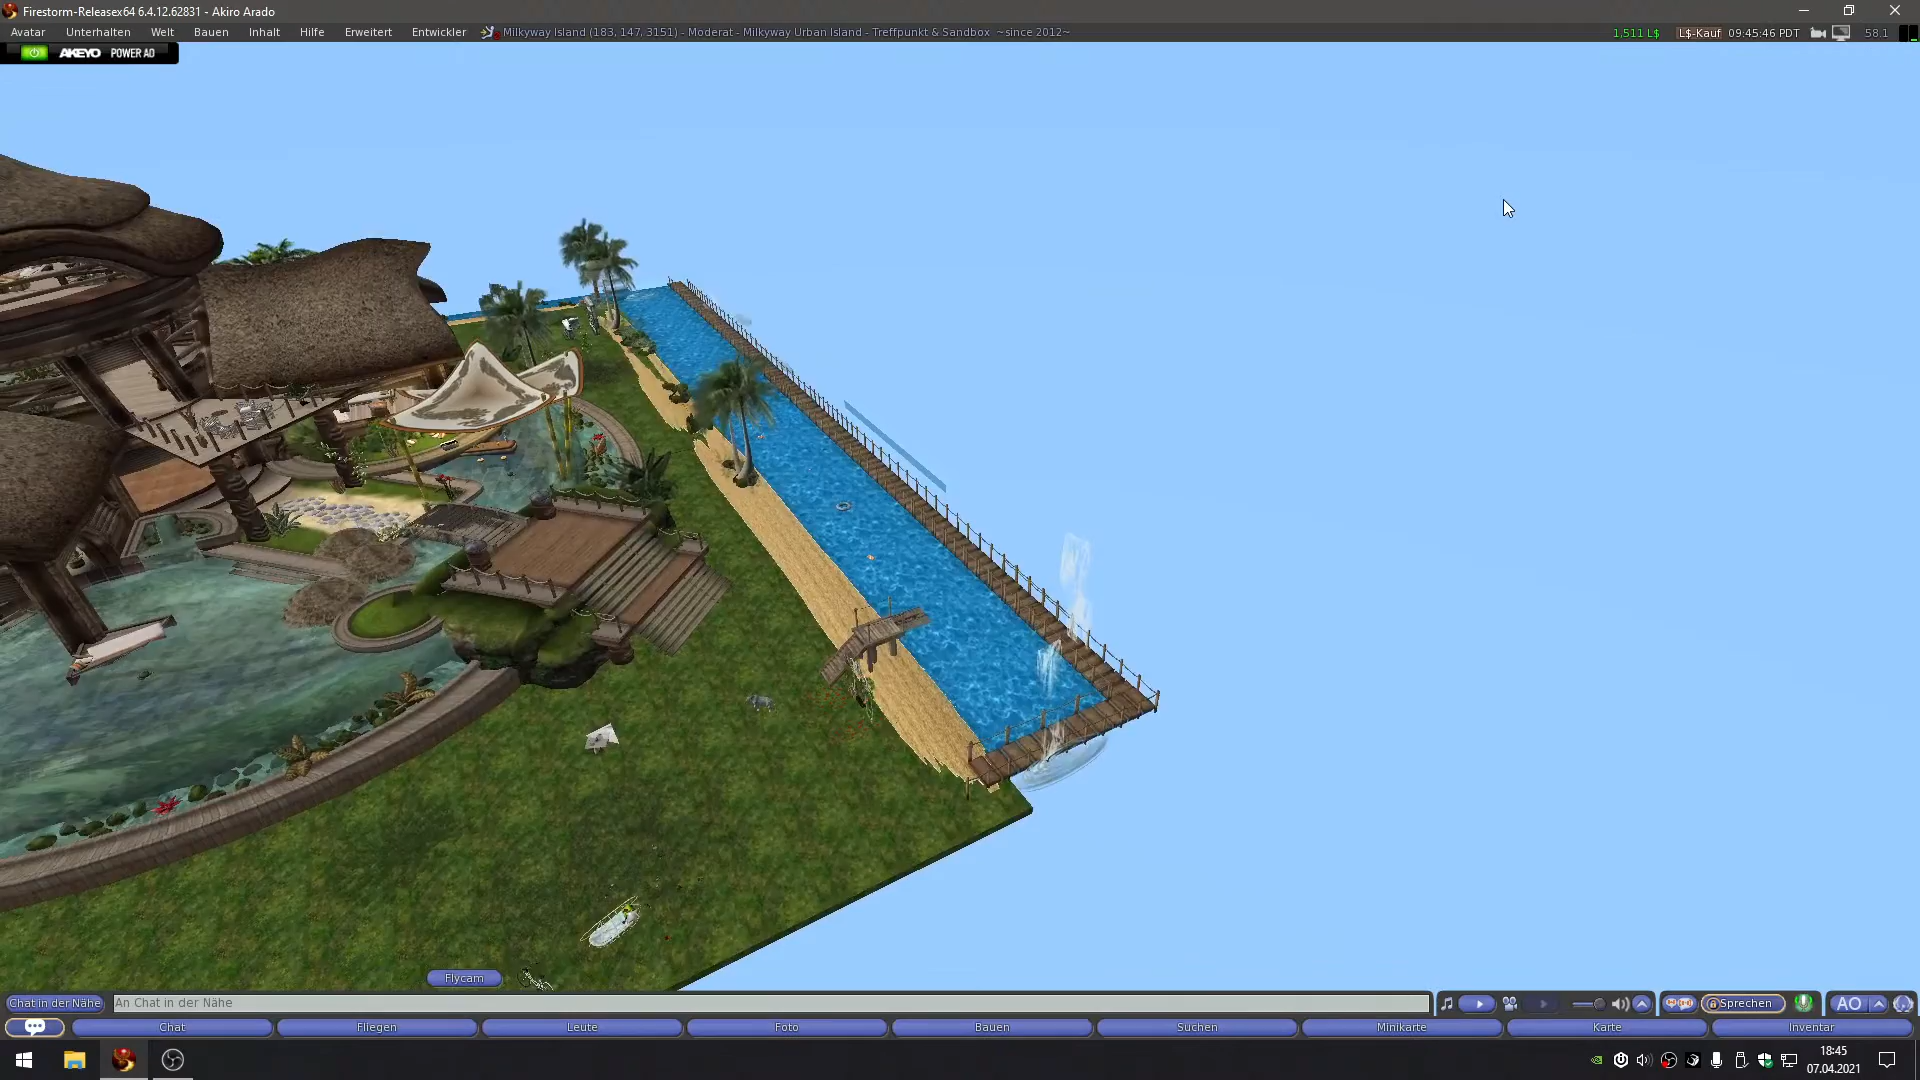 Firestorm-Releasex64 6.4.12.62831 - Akiro Arado
Avatar Unterhalten Welt Bauen Inhalt Hilfe Erweitert Entwickler Milkyway Island (183, 147, 3151) - Moderat - Milkyway Urban Island - Treffpunkt & Sandbox ~since 2012~ 1,511 L$ L$-Kauf 09:45:46 PDT 58.1
AKEYO POWER AO
Flycam
Chat in der Nähe An Chat in der Nähe Sprechen AO
Chat Fliegen Leute Foto Bauen Suchen Minikarte Karte Inventar
18:45
07.04.2021